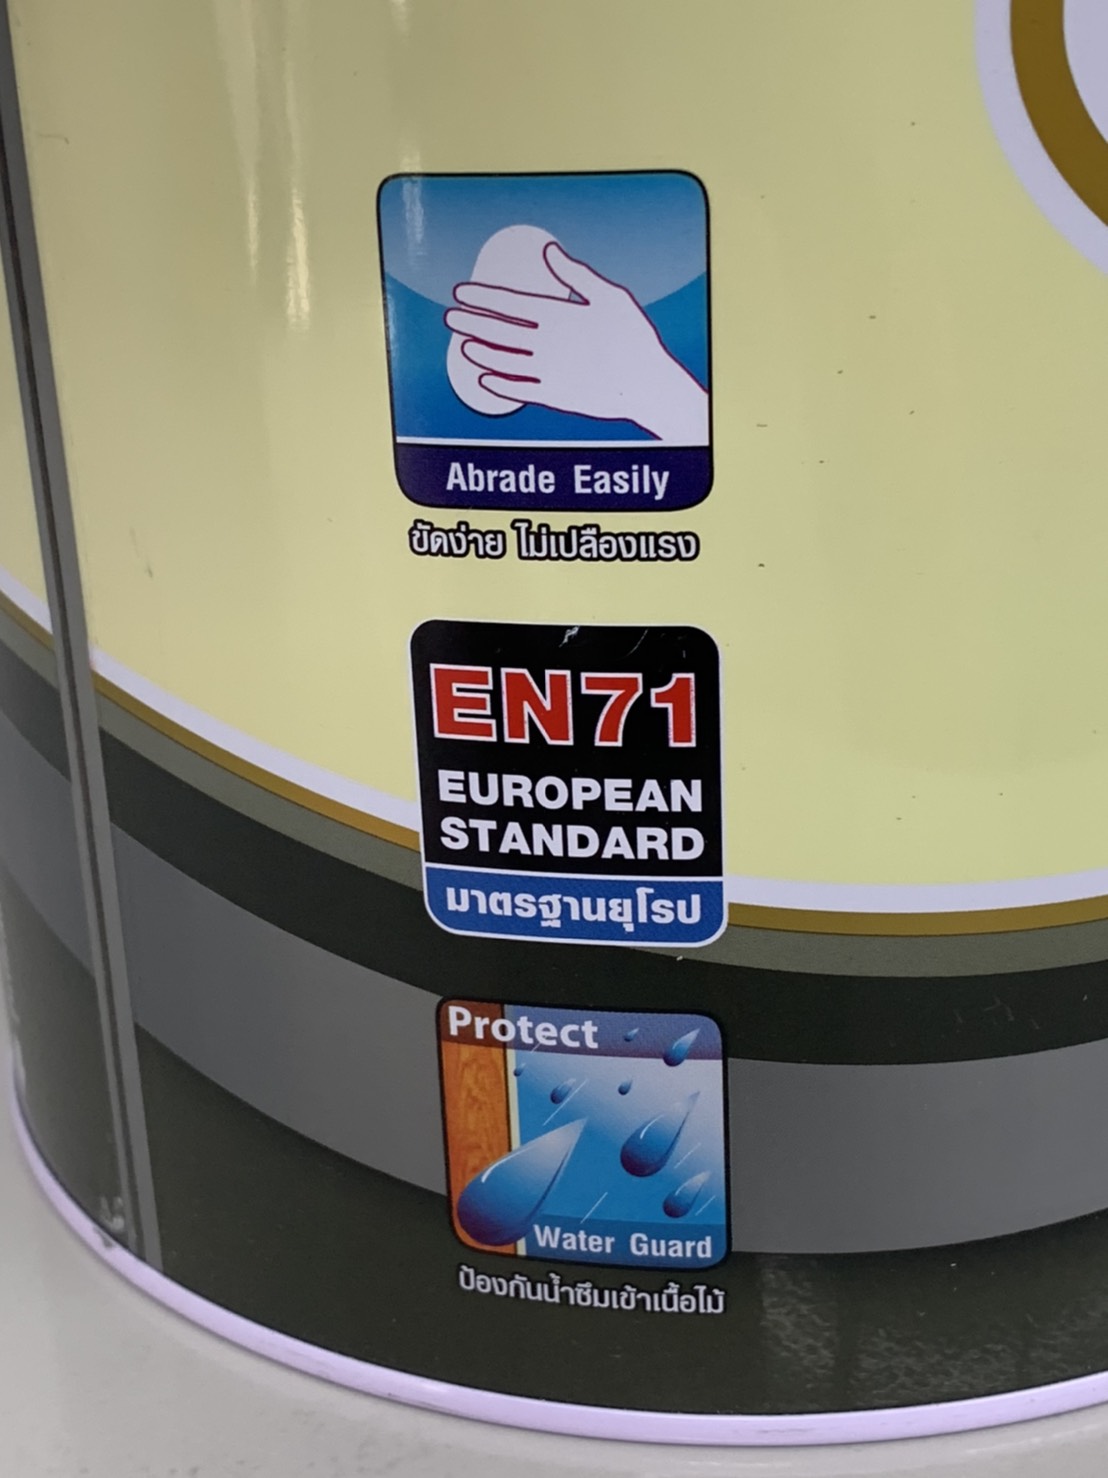 Abrade Easily
ขัดง่าย ไม่เปลืองแรง
EN71
EUROPEAN
STANDARD
มาตรฐานยุโรป
Protect
Water Guard
ป้องกันน้ำซึมเข้าเนื้อไม้